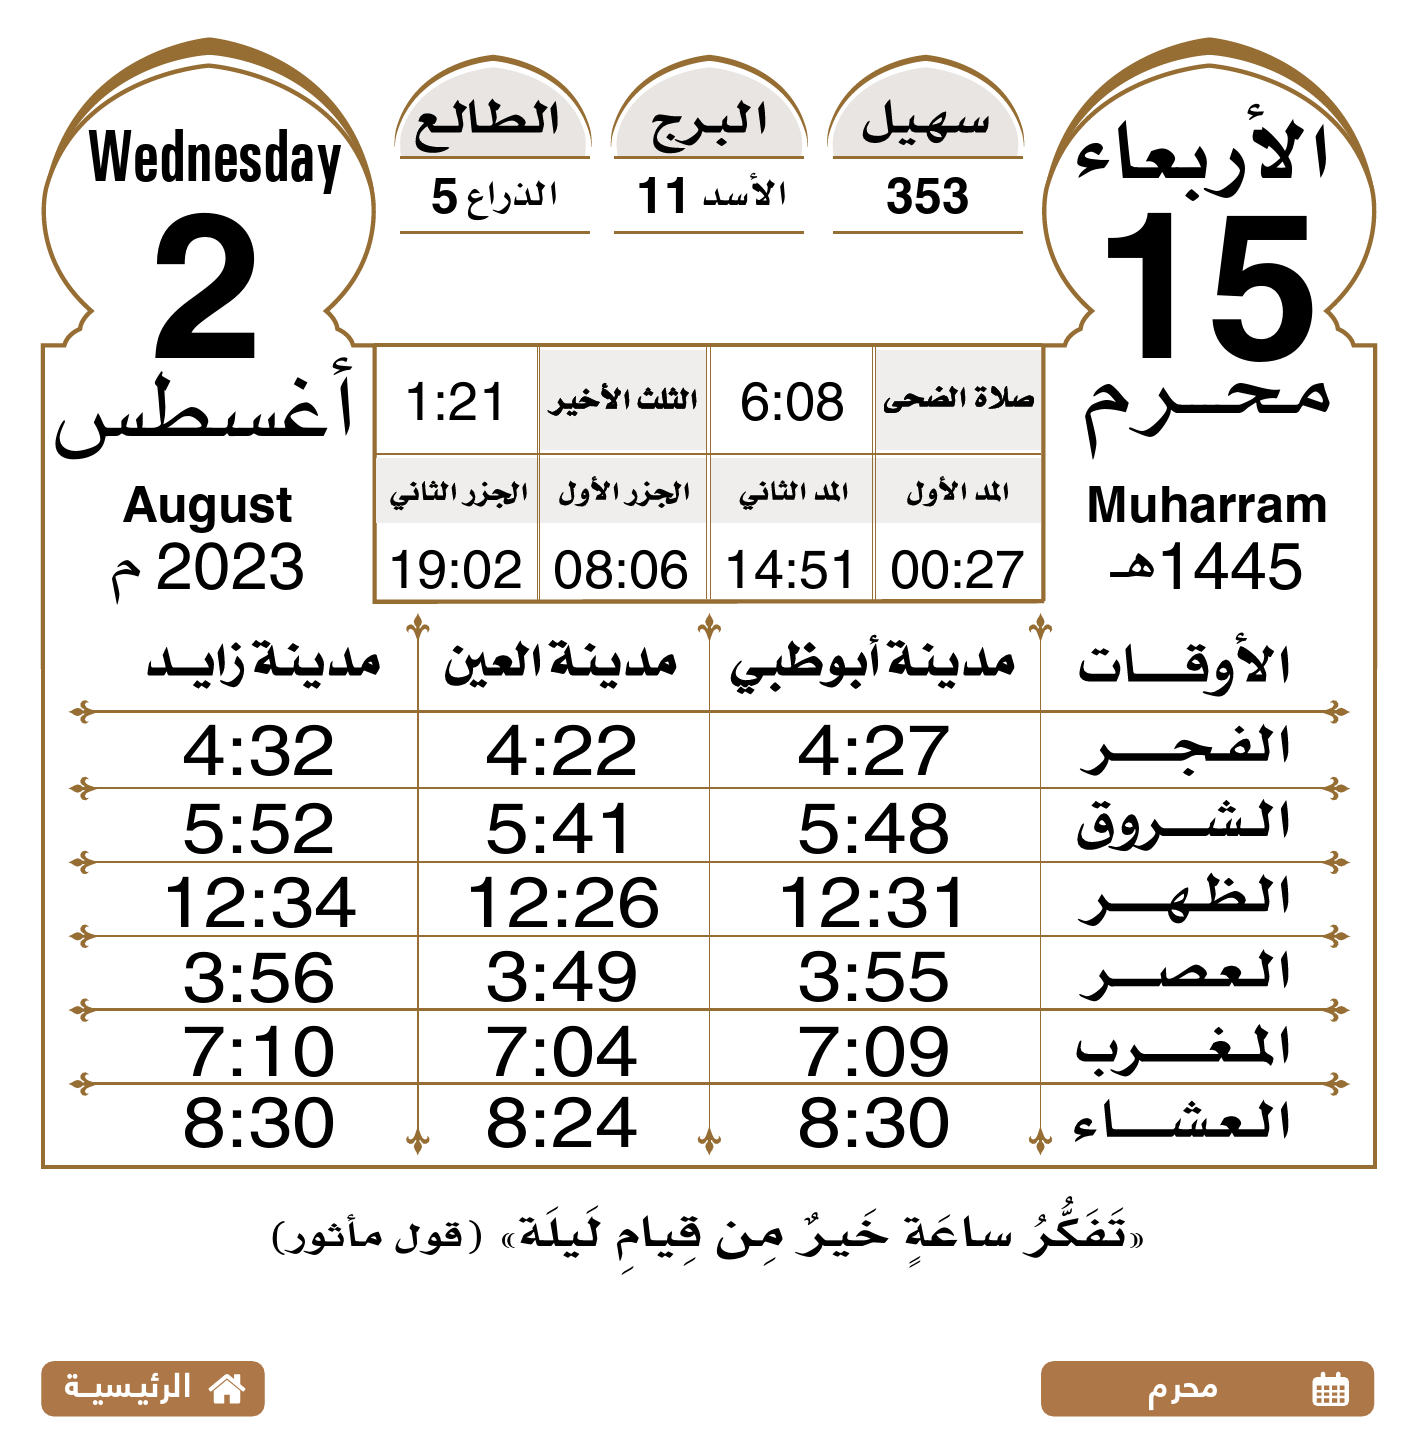 الأربعاء
15
محرم
Muharram
1445هـ
سهيل البرج الطالع
353 الأسد 11 الذراع 5
Wednesday
2
أغسطس
August
2023 م
صلاة الضحى 6:08 الثلث الأخير 1:21
المد الأول المد الثاني الجزر الأول الجزر الثاني
00:27 14:51 08:06 19:02
الأوقات مدينة أبوظبي مدينة العين مدينة زايد
الفجر 4:27 4:22 4:32
الشروق 5:48 5:41 5:52
الظهر 12:31 12:26 12:34
العصر 3:55 3:49 3:56
المغرب 7:09 7:04 7:10
العشاء 8:30 8:24 8:30
«تَفَكُّرُ ساعَةٍ خَيرٌ مِن قِيامِ لَيلَة» (قول مأثور)
محرم
الرئيسية